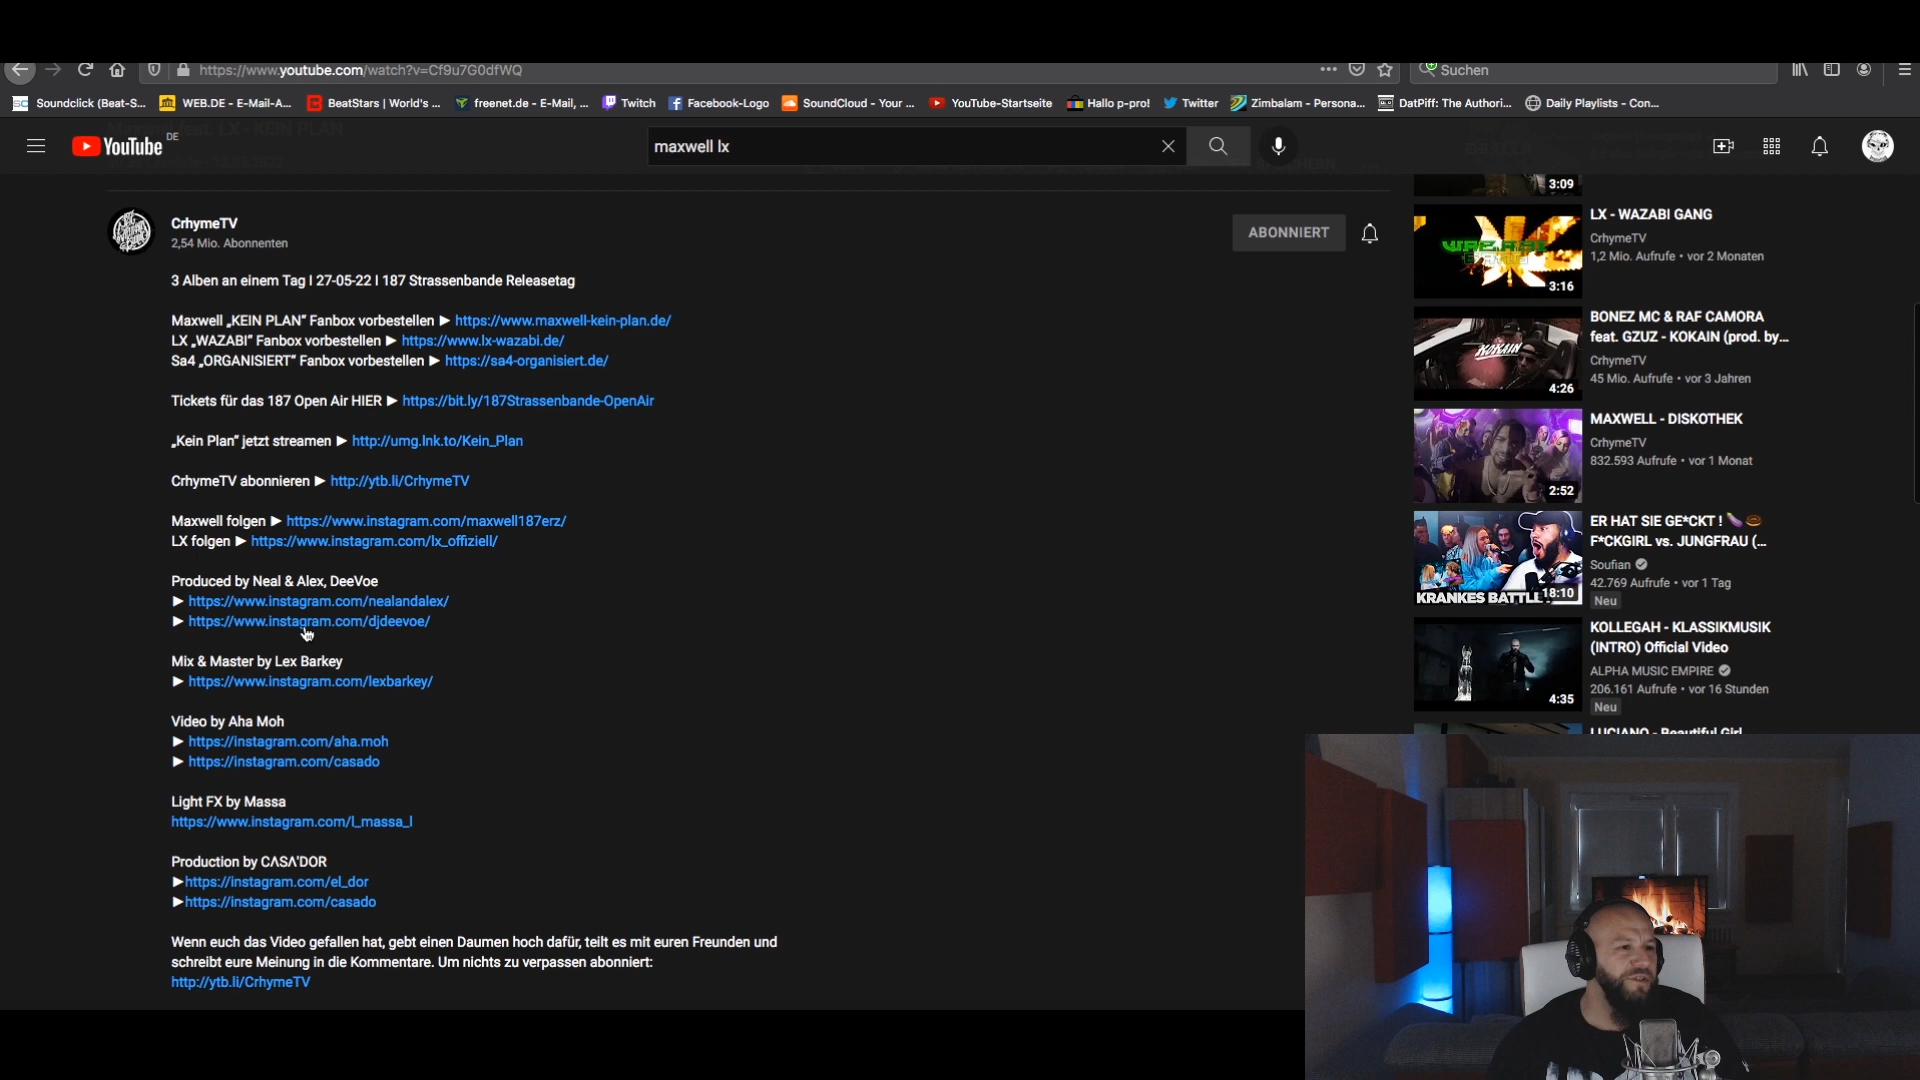 https://www.youtube.com/watch?v=Cf9u7G0dfWQ
Suchen
Soundclick (Beat-S...
WEB.DE - E-Mail-A...
BeatStars | World's ...
freenet.de - E-Mail, ...
Twitch
Facebook-Logo
SoundCloud - Your ...
YouTube-Startseite
Hallo p-pro!
Twitter
Zimbalam - Persona...
DatPiff: The Authori...
Daily Playlists - Con...
YouTube DE
maxwell lx
CrhymeTV
2,54 Mio. Abonnenten
ABONNIERT
3 Alben an einem Tag I 27-05-22 I 187 Strassenbande Releasetag
Maxwell „KEIN PLAN“ Fanbox vorbestellen ► https://www.maxwell-kein-plan.de/
LX „WAZABI“ Fanbox vorbestellen ► https://www.lx-wazabi.de/
Sa4 „ORGANISIERT“ Fanbox vorbestellen ► https://sa4-organisiert.de/
Tickets für das 187 Open Air HIER ► https://bit.ly/187Strassenbande-OpenAir
„Kein Plan“ jetzt streamen ► http://umg.lnk.to/Kein_Plan
CrhymeTV abonnieren ► http://ytb.li/CrhymeTV
Maxwell folgen ► https://www.instagram.com/maxwell187erz/
LX folgen ► https://www.instagram.com/lx_offiziell/
Produced by Neal & Alex, DeeVoe
► https://www.instagram.com/nealandalex/
► https://www.instagram.com/djdeevoe/
Mix & Master by Lex Barkey
► https://www.instagram.com/lexbarkey/
Video by Aha Moh
► https://instagram.com/aha.moh
► https://instagram.com/casado
Light FX by Massa
https://www.instagram.com/l_massa_l
Production by CΛSΛ'DOR
►https://instagram.com/el_dor
►https://instagram.com/casado
Wenn euch das Video gefallen hat, gebt einen Daumen hoch dafür, teilt es mit euren Freunden und
schreibt eure Meinung in die Kommentare. Um nichts zu verpassen abonniert:
http://ytb.li/CrhymeTV
3:09
LX - WAZABI GANG
CrhymeTV
1,2 Mio. Aufrufe • vor 2 Monaten
3:16
BONEZ MC & RAF CAMORA
feat. GZUZ - KOKAIN (prod. by...
CrhymeTV
45 Mio. Aufrufe • vor 3 Jahren
KOKAIN
4:26
MAXWELL - DISKOTHEK
CrhymeTV
832.593 Aufrufe • vor 1 Monat
2:52
ER HAT SIE GE*CKT ! 🍆 🍩
F*CKGIRL vs. JUNGFRAU (...
Soufian
42.769 Aufrufe • vor 1 Tag
Neu
KRANKES BATTLE
18:10
KOLLEGAH - KLASSIKMUSIK
(INTRO) Official Video
ALPHA MUSIC EMPIRE
206.161 Aufrufe • vor 16 Stunden
Neu
4:35
LUCIANO - Beautiful Girl